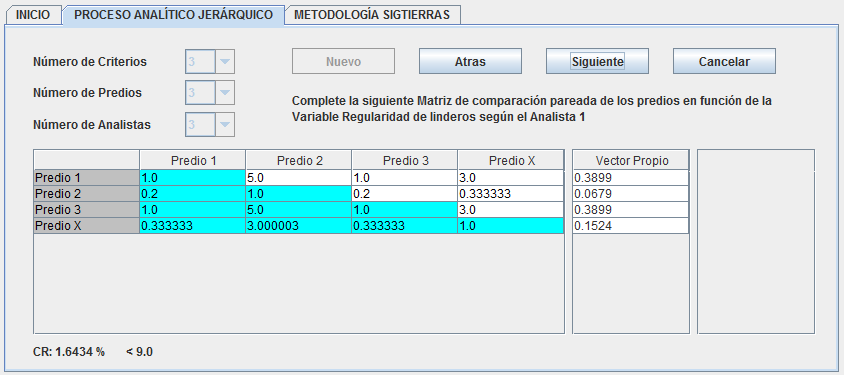 INICIO PROCESO ANALÍTICO JERÁRQUICO METODOLOGÍA SIGTIERRAS
Número de Criterios 3 Nuevo Atras Siguiente Cancelar
Número de Predios 3
Número de Analistas 3
Complete la siguiente Matriz de comparación pareada de los predios en función de la
Variable Regularidad de linderos según el Analista 1
Predio 1 Predio 2 Predio 3 Predio X Vector Propio
Predio 1 1.0 5.0 1.0 3.0 0.3899
Predio 2 0.2 1.0 0.2 0.333333 0.0679
Predio 3 1.0 5.0 1.0 3.0 0.3899
Predio X 0.333333 3.000003 0.333333 1.0 0.1524
CR: 1.6434 % < 9.0